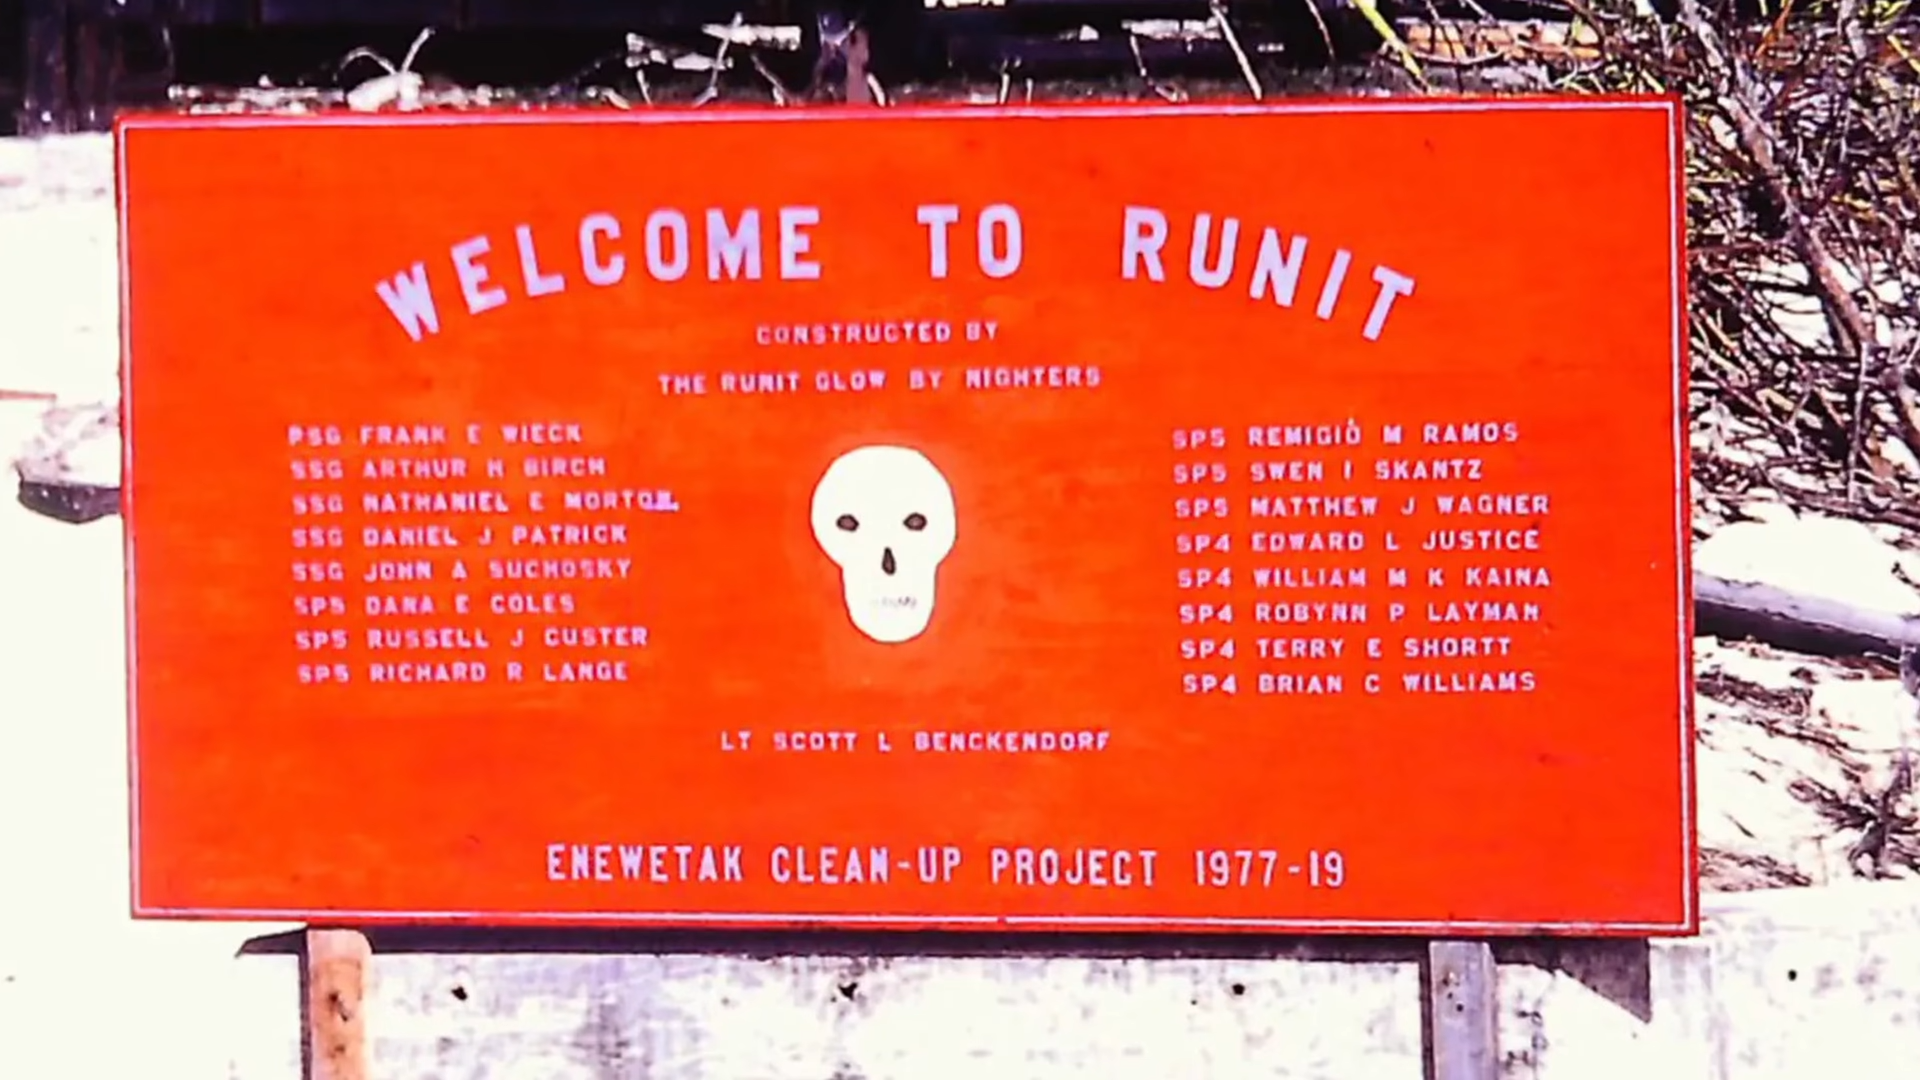 WELCOME TO RUNIT
CONSTRUCTED BY
THE RUNIT GLOW BY NIGHTERS
PSG FRANK E WIECK
SSG ARTHUR H BIRCH
SSG NATHANIEL E
SSG DANIEL J PATRICK
SSG JOHN A SUCHOSKY
SP5 DANA E COLES
SP5 RUSSELL J CUSTER
SP5 RICHARD R LANGE
SP5 REMIGIO M RAMOS
SP5 SWEN I SKANTZ
SP5 MATTHEW J WAGNER
SP4 EDWARD L JUSTICE
SP4 WILLIAM M K KAINA
SP4 ROBYNN P LAYMAN
SP4 TERRY E SHORTT
SP4 BRIAN C WILLIAMS
LT SCOTT L BENCKENDORF
ENEWETAK CLEAN-UP PROJECT 1977-19